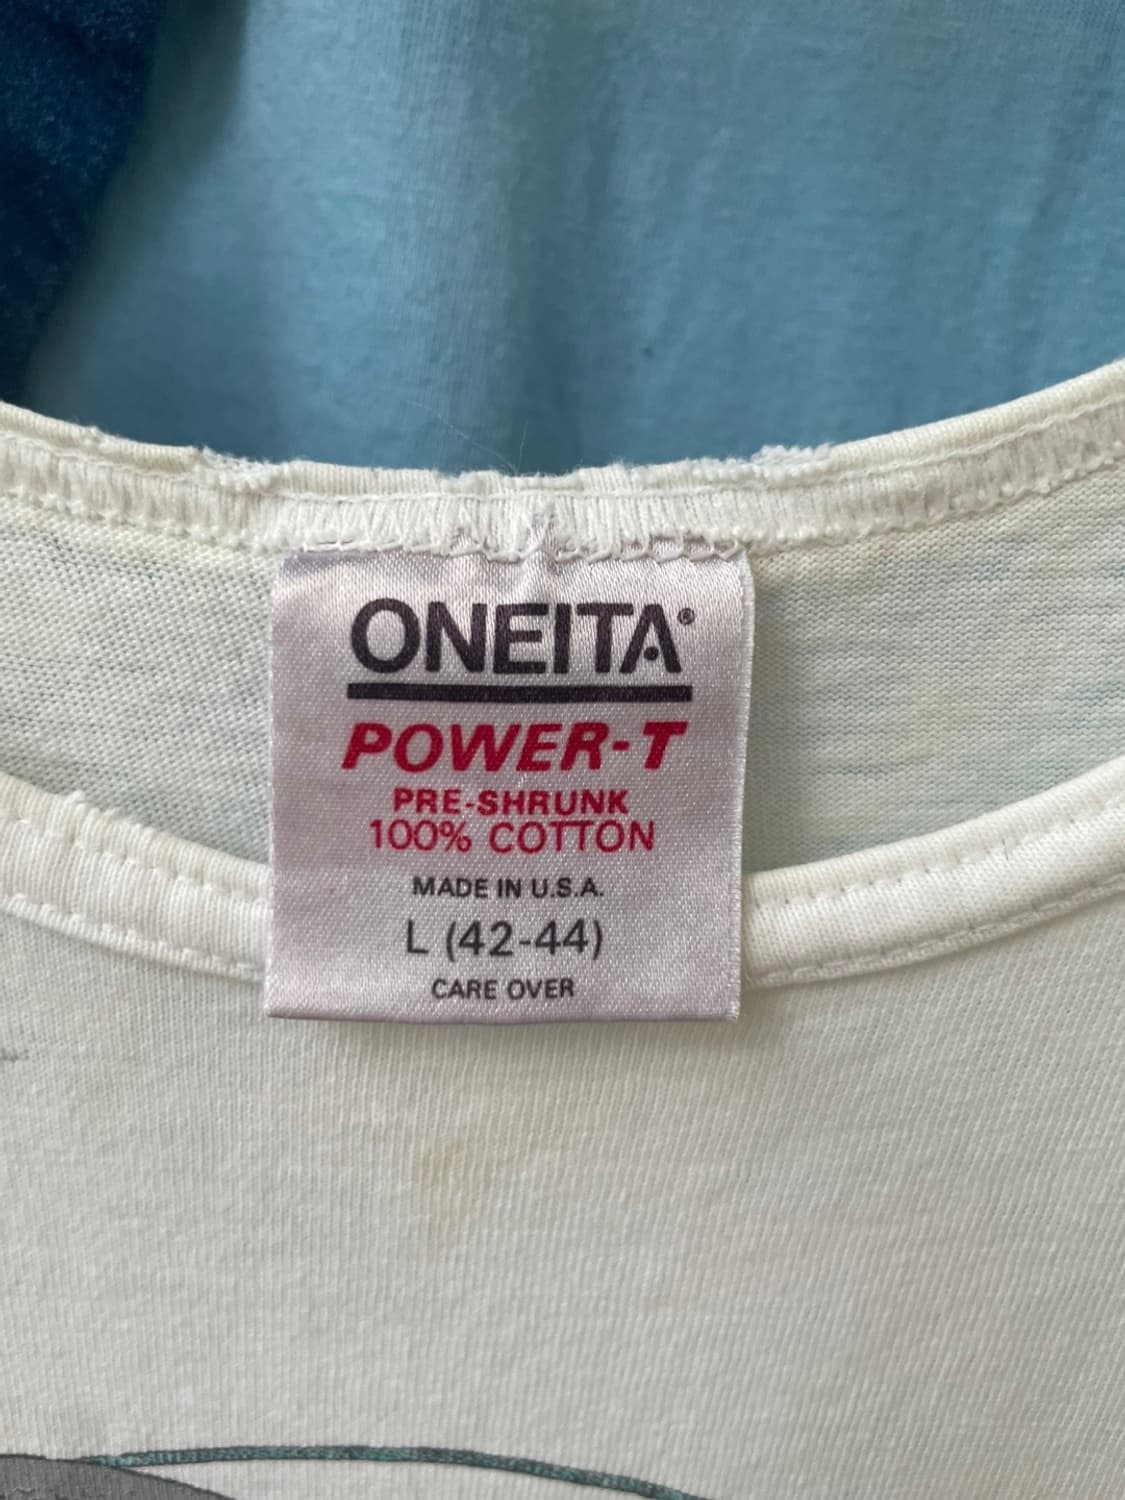 ONEITA®
POWER-T
PRE-SHRUNK
100% COTTON
MADE IN U.S.A.
L (42-44)
CARE OVER